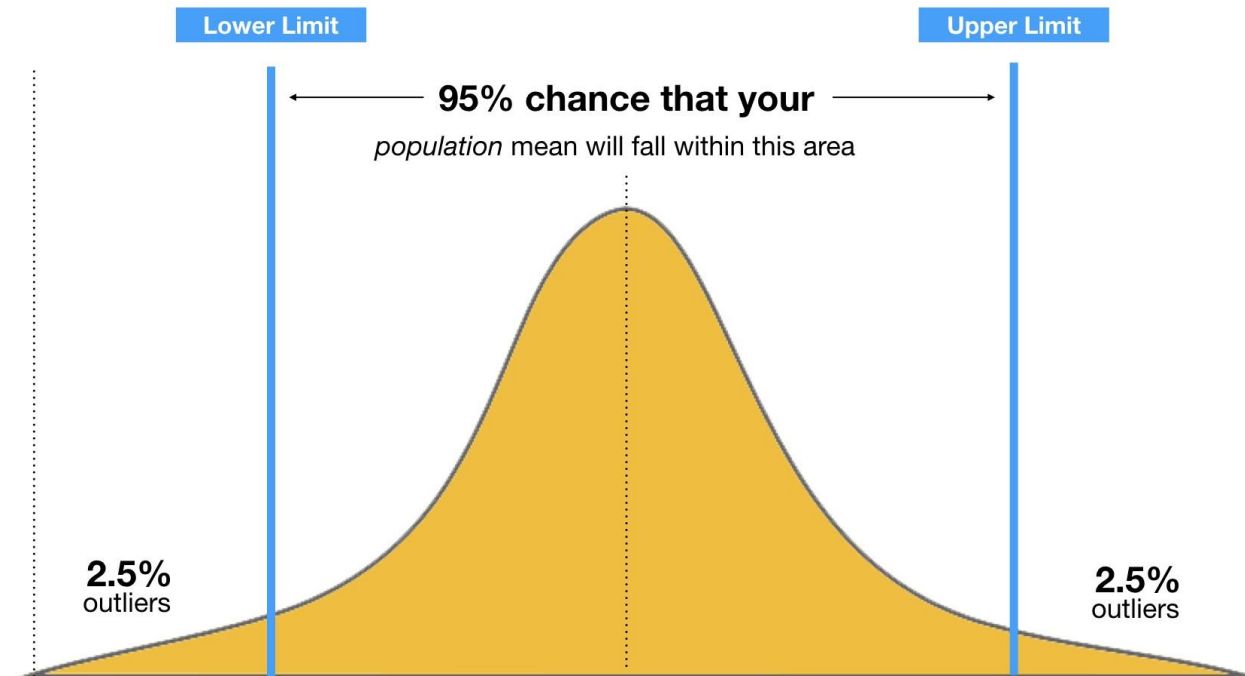 Lower Limit
Upper Limit
95% chance that your
population mean will fall within this area
2.5%
outliers
2.5%
outliers